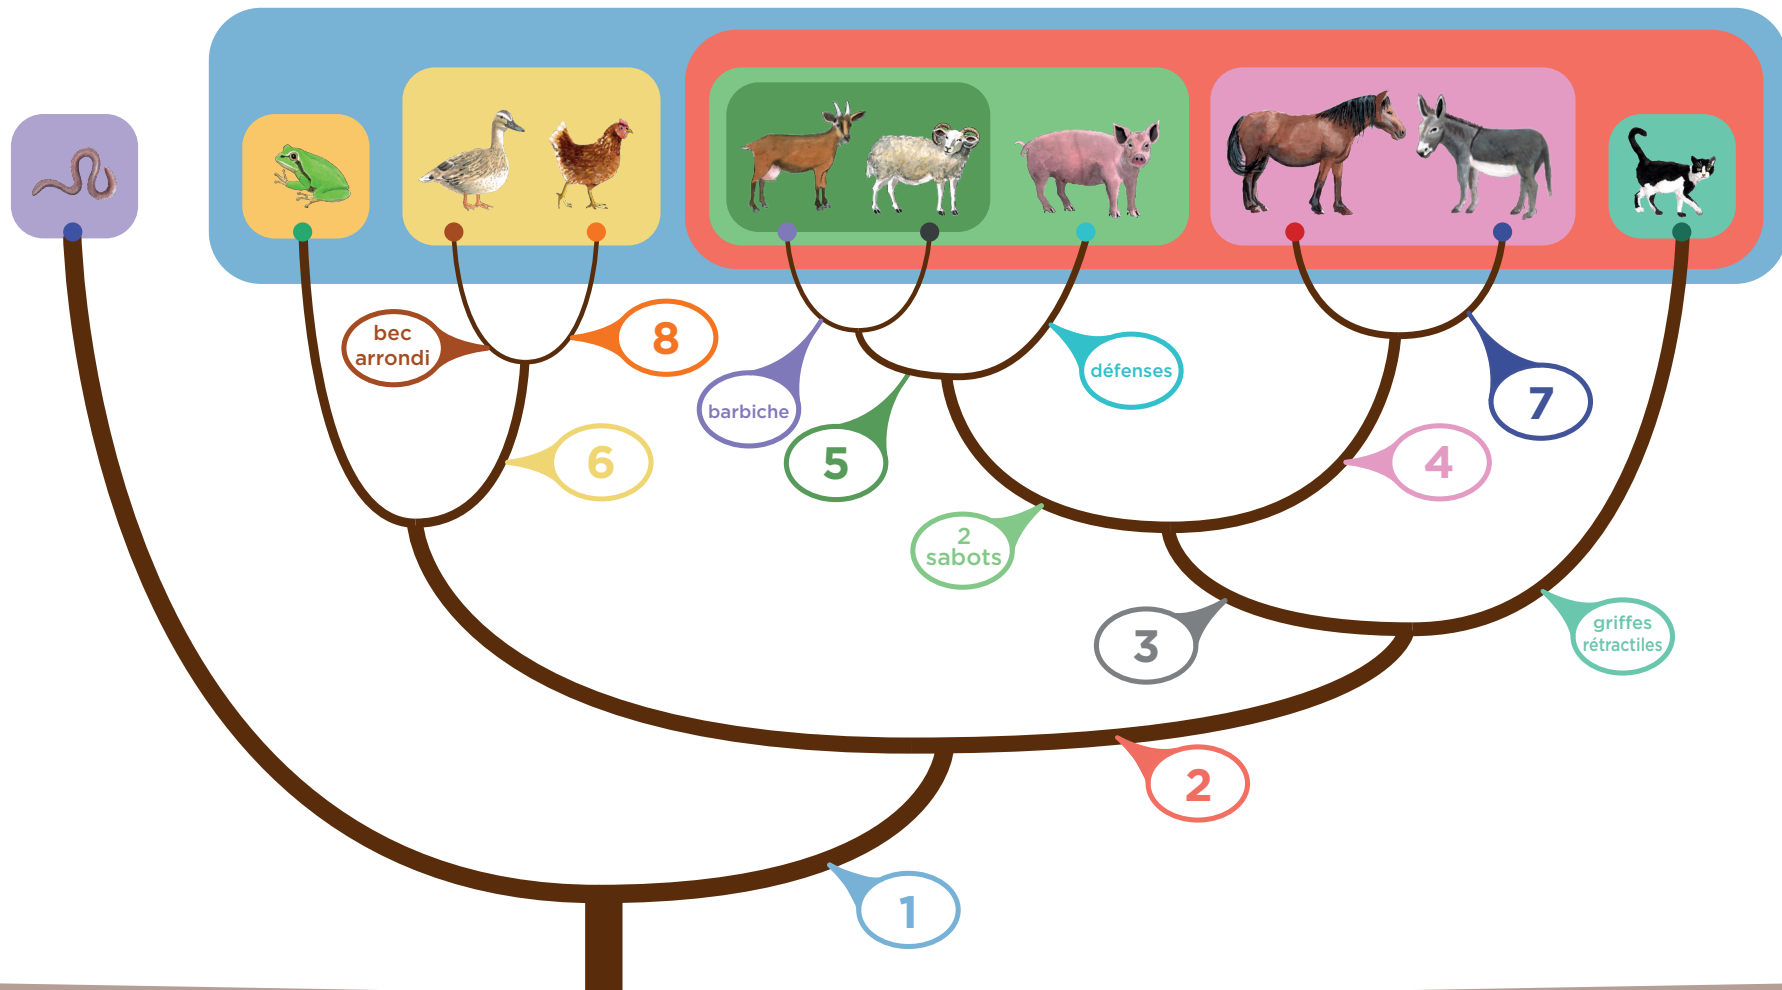 bec
arrondi
8
barbiche
5
défenses
7
6
4
2
sabots
3
griffes
rétractiles
2
1